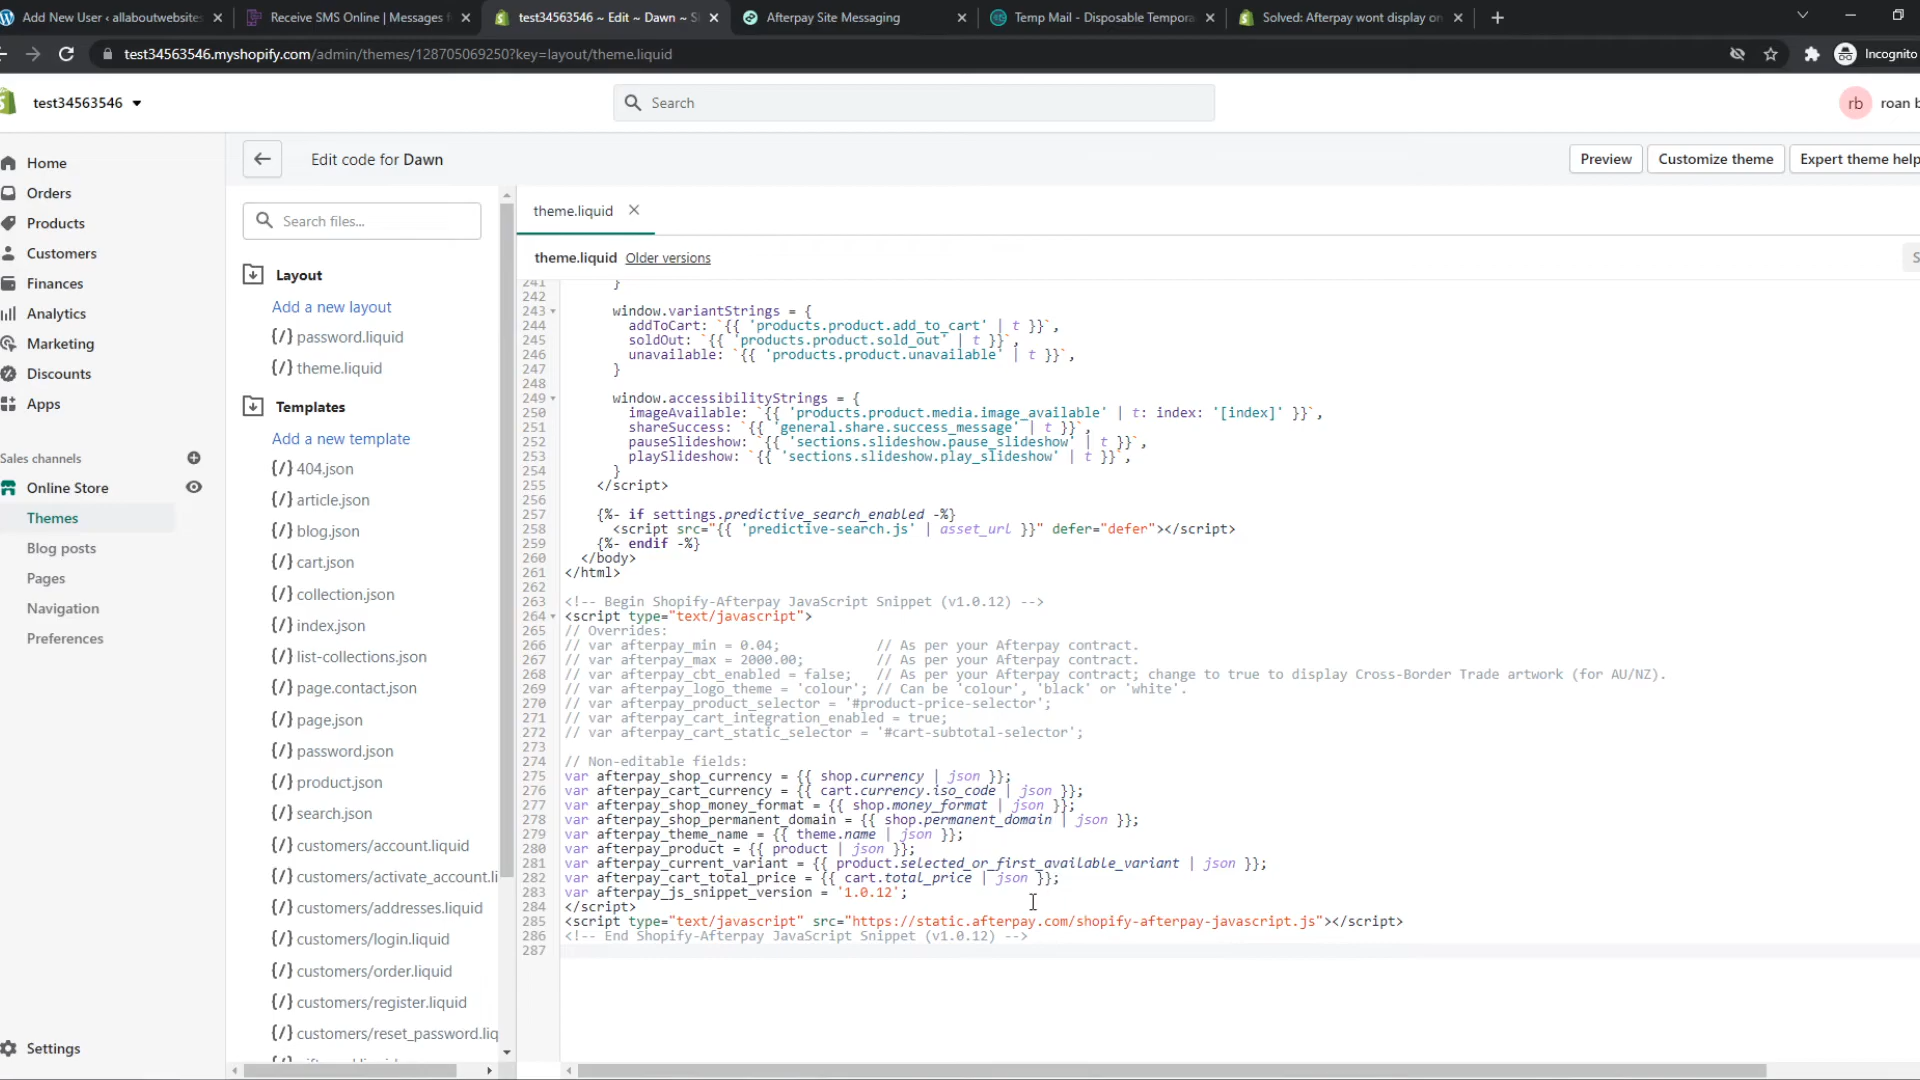 Add New User ‹ allaboutwebsites
Receive SMS Online | Messages f
test34563546 ~ Edit ~ Dawn ~ S
Afterpay Site Messaging
Temp Mail - Disposable Tempora
Solved: Afterpay wont display on
test34563546.myshopify.com/admin/themes/128705069250?key=layout/theme.liquid
Incognito
test34563546
Search
rb
roan b
Home
Orders
Products
Customers
Finances
Analytics
Marketing
Discounts
Apps
Sales channels
Online Store
Themes
Blog posts
Pages
Navigation
Preferences
Settings
Edit code for Dawn
Preview
Customize theme
Expert theme help
Search files...
Layout
Add a new layout
{/} password.liquid
{/} theme.liquid
Templates
Add a new template
{/} 404.json
{/} article.json
{/} blog.json
{/} cart.json
{/} collection.json
{/} index.json
{/} list-collections.json
{/} page.contact.json
{/} page.json
{/} password.json
{/} product.json
{/} search.json
{/} customers/account.liquid
{/} customers/activate_account.li
{/} customers/addresses.liquid
{/} customers/login.liquid
{/} customers/order.liquid
{/} customers/register.liquid
{/} customers/reset_password.liq
theme.liquid
theme.liquid Older versions
S
241 }
242
243 window.variantStrings = {
244 addToCart: `{{ 'products.product.add_to_cart' | t }}`,
245 soldOut: `{{ 'products.product.sold_out' | t }}`,
246 unavailable: `{{ 'products.product.unavailable' | t }}`,
247 }
248
249 window.accessibilityStrings = {
250 imageAvailable: `{{ 'products.product.media.image_available' | t: index: '[index]' }}`,
251 shareSuccess: `{{ 'general.share.success_message' | t }}`,
252 pauseSlideshow: `{{ 'sections.slideshow.pause_slideshow' | t }}`,
253 playSlideshow: `{{ 'sections.slideshow.play_slideshow' | t }}`,
254 }
255 </script>
256
257 {%- if settings.predictive_search_enabled -%}
258 <script src="{{ 'predictive-search.js' | asset_url }}" defer="defer"></script>
259 {%- endif -%}
260 </body>
261 </html>
262
263 <!-- Begin Shopify-Afterpay JavaScript Snippet (v1.0.12) -->
264 <script type="text/javascript">
265 // Overrides:
266 // var afterpay_min = 0.04; // As per your Afterpay contract.
267 // var afterpay_max = 2000.00; // As per your Afterpay contract.
268 // var afterpay_cbt_enabled = false; // As per your Afterpay contract; change to true to display Cross-Border Trade artwork (for AU/NZ).
269 // var afterpay_logo_theme = 'colour'; // Can be 'colour', 'black' or 'white'.
270 // var afterpay_product_selector = '#product-price-selector';
271 // var afterpay_cart_integration_enabled = true;
272 // var afterpay_cart_static_selector = '#cart-subtotal-selector';
273
274 // Non-editable fields:
275 var afterpay_shop_currency = {{ shop.currency | json }};
276 var afterpay_cart_currency = {{ cart.currency.iso_code | json }};
277 var afterpay_shop_money_format = {{ shop.money_format | json }};
278 var afterpay_shop_permanent_domain = {{ shop.permanent_domain | json }};
279 var afterpay_theme_name = {{ theme.name | json }};
280 var afterpay_product = {{ product | json }};
281 var afterpay_current_variant = {{ product.selected_or_first_available_variant | json }};
282 var afterpay_cart_total_price = {{ cart.total_price | json }};
283 var afterpay_js_snippet_version = '1.0.12';
284 </script>
285 <script type="text/javascript" src="https://static.afterpay.com/shopify-afterpay-javascript.js"></script>
286 <!-- End Shopify-Afterpay JavaScript Snippet (v1.0.12) -->
287